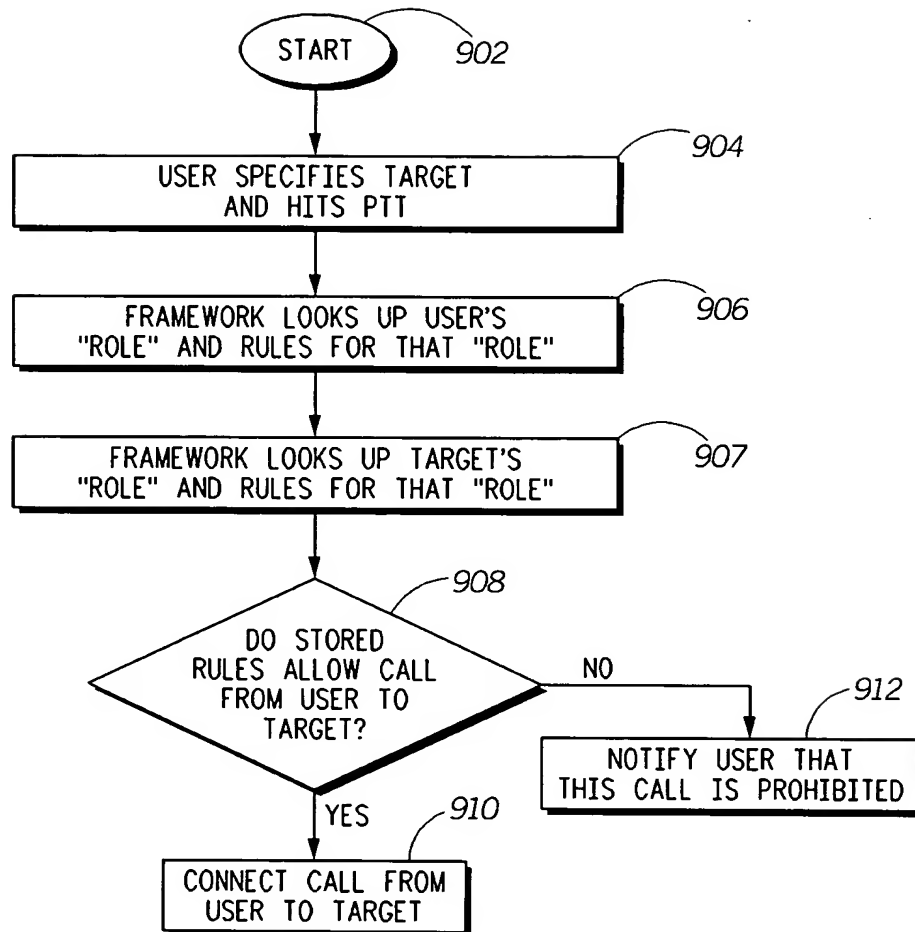 START
902
904
USER SPECIFIES TARGET
AND HITS PTT
906
FRAMEWORK LOOKS UP USER'S
"ROLE" AND RULES FOR THAT "ROLE"
907
FRAMEWORK LOOKS UP TARGET'S
"ROLE" AND RULES FOR THAT "ROLE"
908
DO STORED
RULES ALLOW CALL
FROM USER TO
TARGET?
NO
912
NOTIFY USER THAT
THIS CALL IS PROHIBITED
YES
910
CONNECT CALL FROM
USER TO TARGET